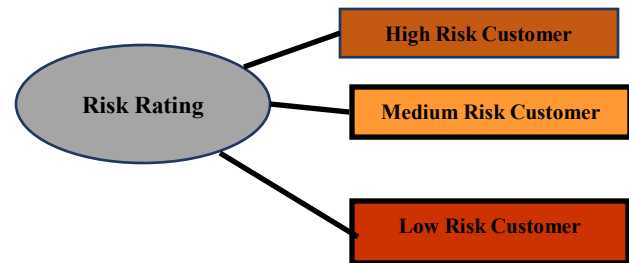 High Risk Customer
Risk Rating
Medium Risk Customer
Low Risk Customer